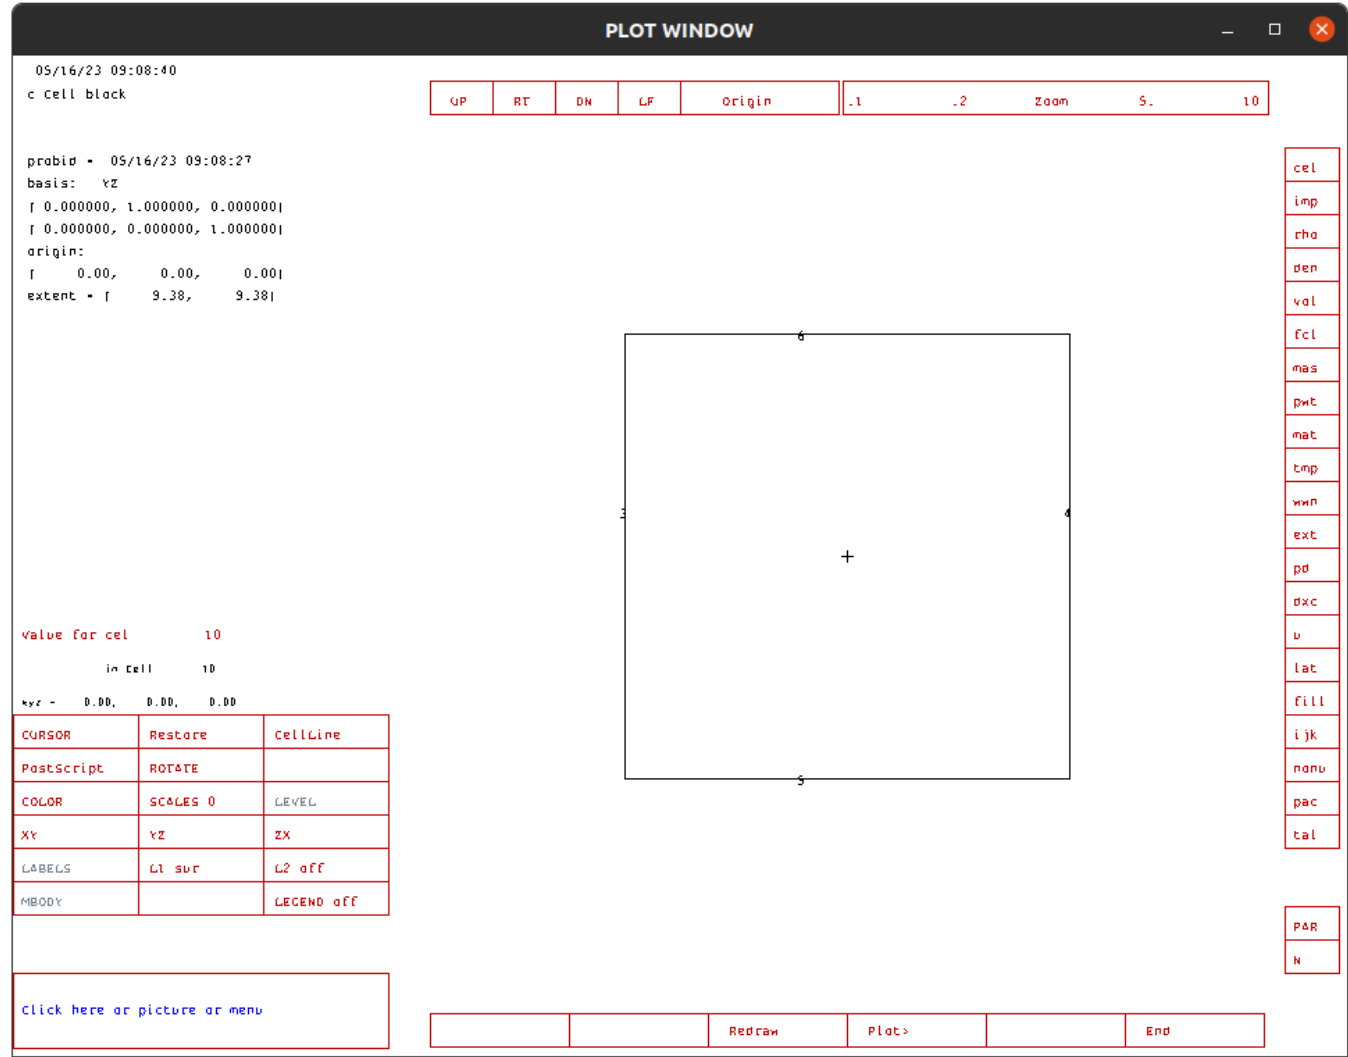 PLOT WINDOW
05/16/23 09:08:40
c Cell block
UP RT DN LF Origin .1 .2 Zoom 5. 10
probid = 05/16/23 09:08:27
basis: YZ
[ 0.000000, 1.000000, 0.000000]
[ 0.000000, 0.000000, 1.000000]
origin:
[ 0.00, 0.00, 0.00]
extent = [ 9.38, 9.38]
6
3
4
5
cel
imp
rho
den
vol
fcl
mas
pwt
mat
tmp
wwn
ext
pd
dxc
u
lat
fill
ijk
nonu
pac
tal
PAR
N
Value for cel 10
in Cell 10
xyz = 0.00, 0.00, 0.00
CURSOR Restore CellLine
PostScript ROTATE
COLOR SCALES 0 LEVEL
XY YZ ZX
LABELS L1 sur L2 off
MBODY LEGEND off
Click here or picture or menu
Redraw Plot> End